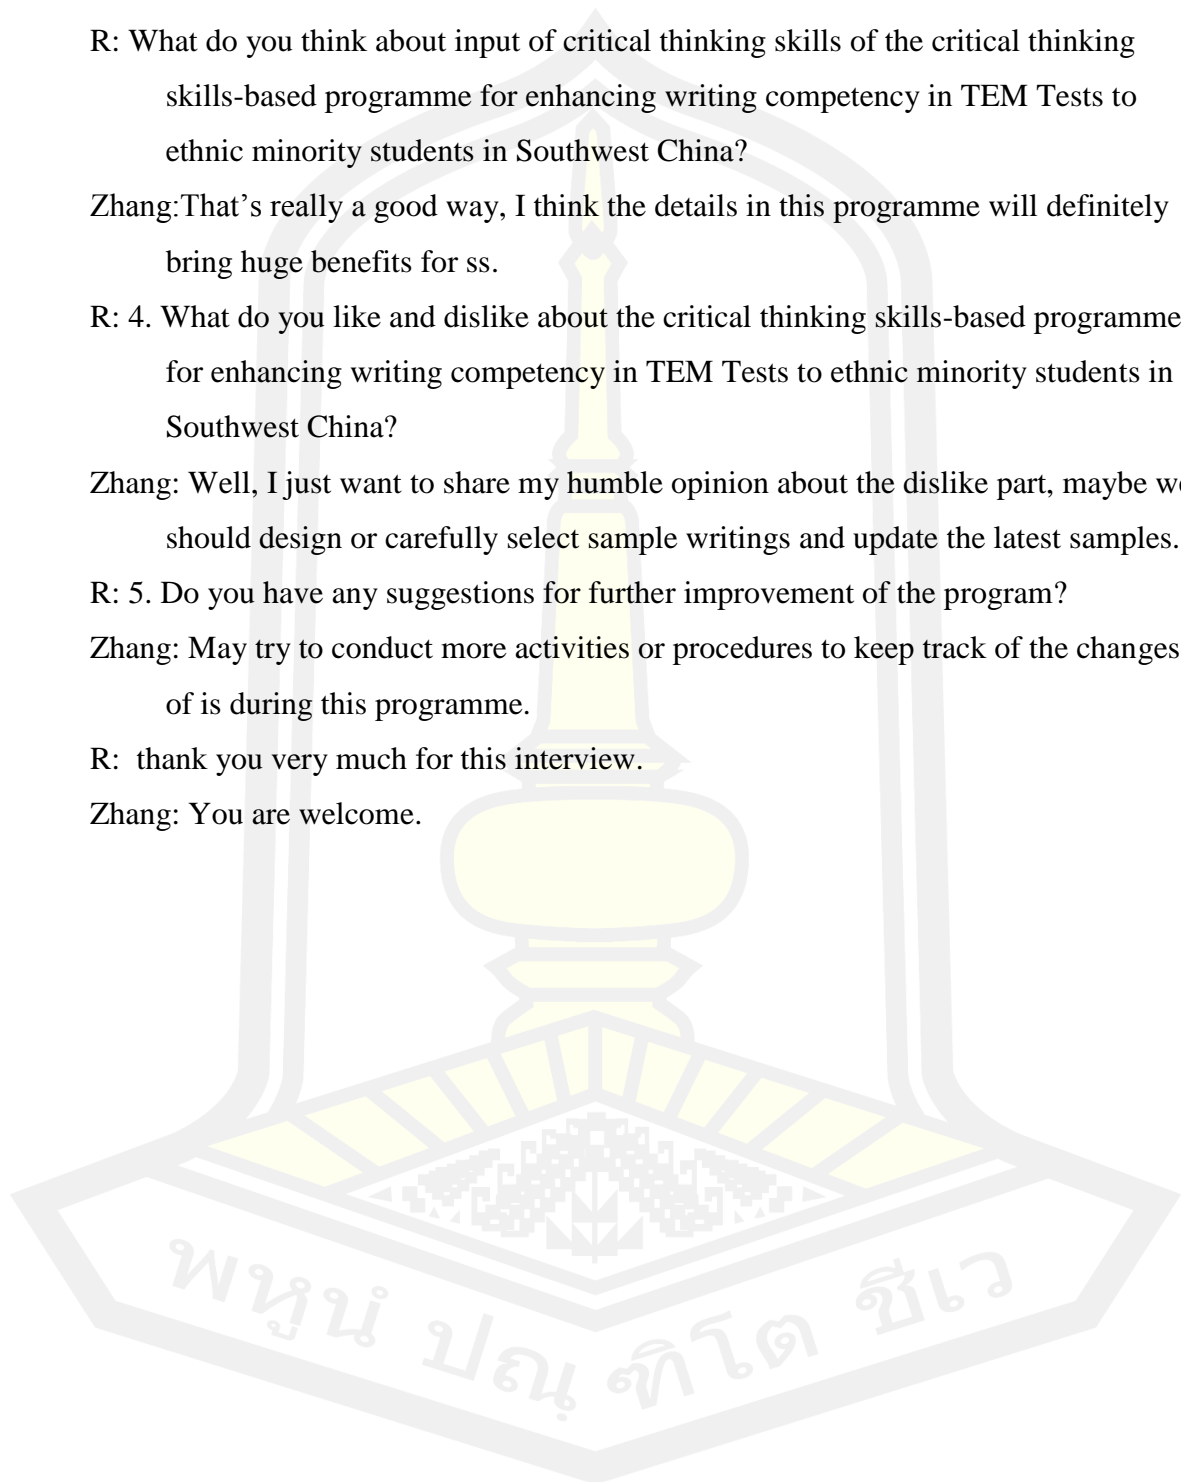 R: What do you think about input of critical thinking skills of the critical thinking
skills-based programme for enhancing writing competency in TEM Tests to
ethnic minority students in Southwest China?
Zhang:That’s really a good way, I think the details in this programme will definitely
bring huge benefits for ss.
R: 4. What do you like and dislike about the critical thinking skills-based programme
for enhancing writing competency in TEM Tests to ethnic minority students in
Southwest China?
Zhang: Well, I just want to share my humble opinion about the dislike part, maybe we
should design or carefully select sample writings and update the latest samples.
R: 5. Do you have any suggestions for further improvement of the program?
Zhang: May try to conduct more activities or procedures to keep track of the changes
of is during this programme.
R:  thank you very much for this interview.
Zhang: You are welcome.
พหูนํ ปณฺฑิโต ชีเว